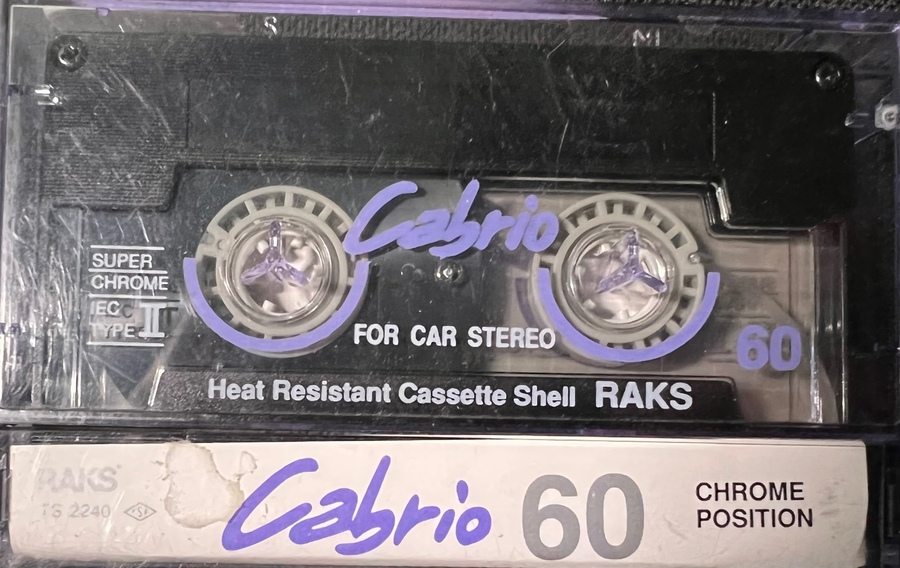 Cabrio
SUPER
CHROME
IEC
TYPE II
FOR CAR STEREO
60
Heat Resistant Cassette Shell RAKS
RAKS
TS 2240
Cabrio 60
CHROME
POSITION